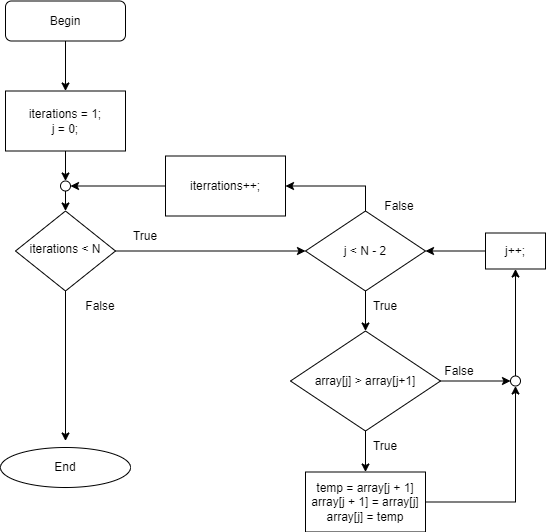 Begin
iterations = 1;
j = 0;
iterrations++;
False
iterations < N
True
j < N - 2
j++;
False
True
array[j] > array[j+1]
False
True
End
temp = array[j + 1]
array[j + 1] = array[j]
array[j] = temp